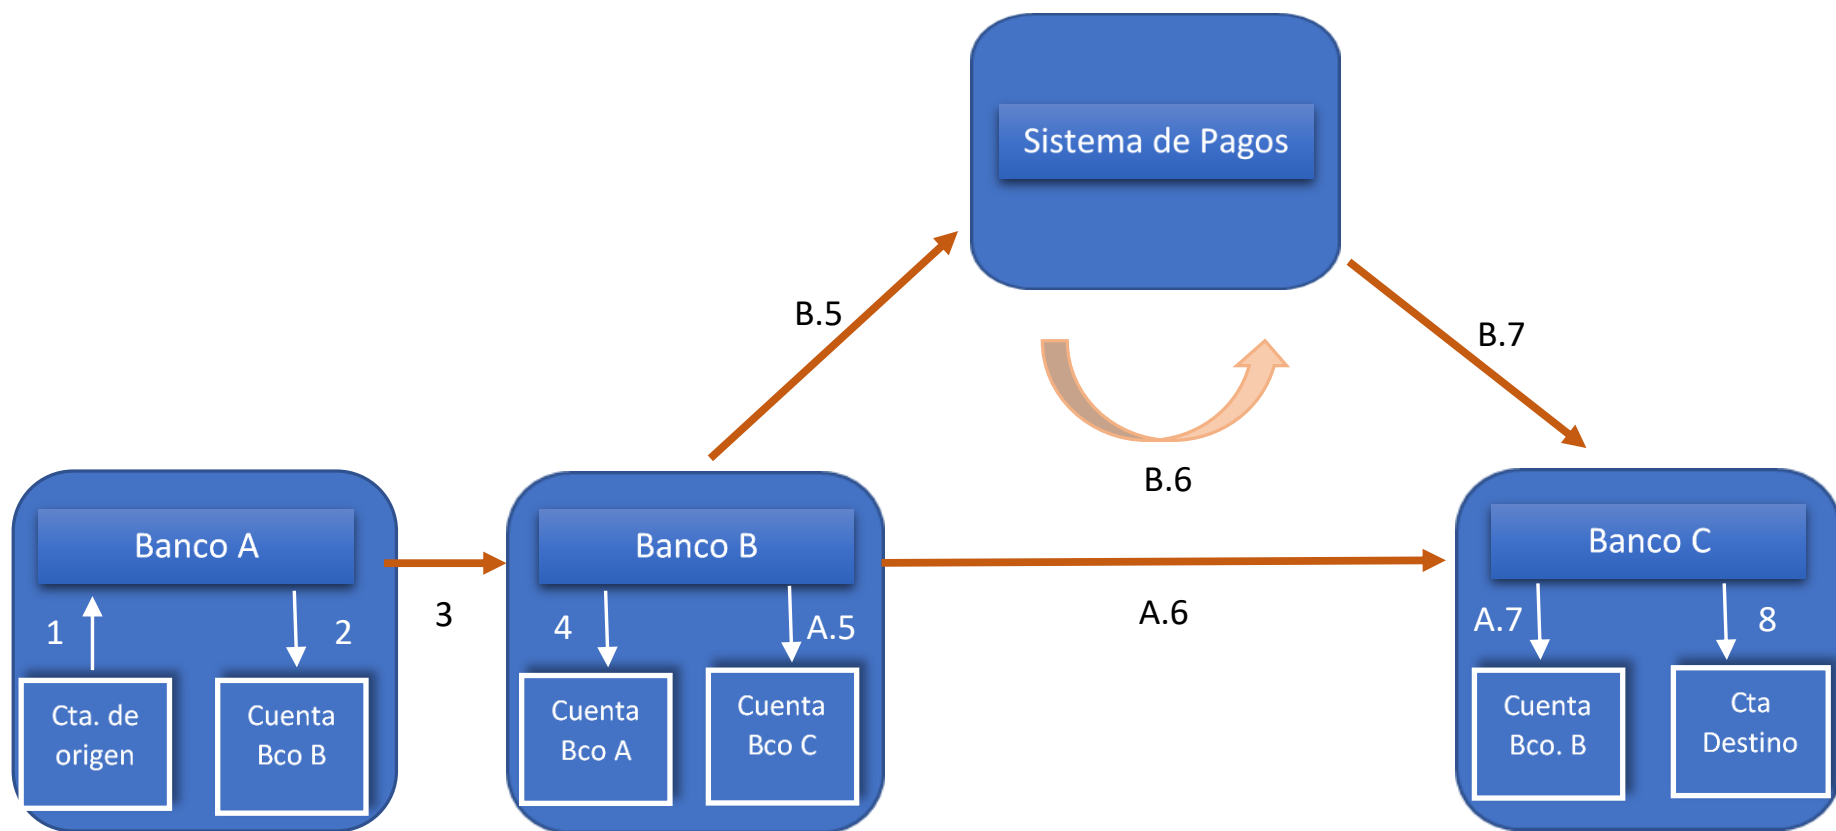 Sistema de Pagos
B.5
B.7
B.6
Banco A
Banco B
Banco C
3
A.6
1
2
4
A.5
A.7
8
Cta. de
origen
Cuenta
Bco B
Cuenta
Bco A
Cuenta
Bco C
Cuenta
Bco. B
Cta
Destino